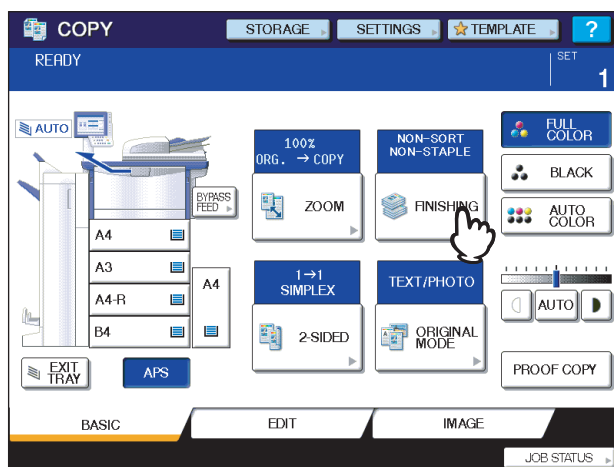 COPY
STORAGE
SETTINGS
TEMPLATE
?
READY
SET
1
AUTO
BYPASS
FEED
A4
A3
A4-R
B4
A4
EXIT
TRAY
APS
100%
ORG. → COPY
ZOOM
NON-SORT
NON-STAPLE
FINISHING
1→1
SIMPLEX
2-SIDED
TEXT/PHOTO
ORIGINAL
MODE
FULL
COLOR
BLACK
AUTO
COLOR
AUTO
PROOF COPY
BASIC
EDIT
IMAGE
JOB STATUS